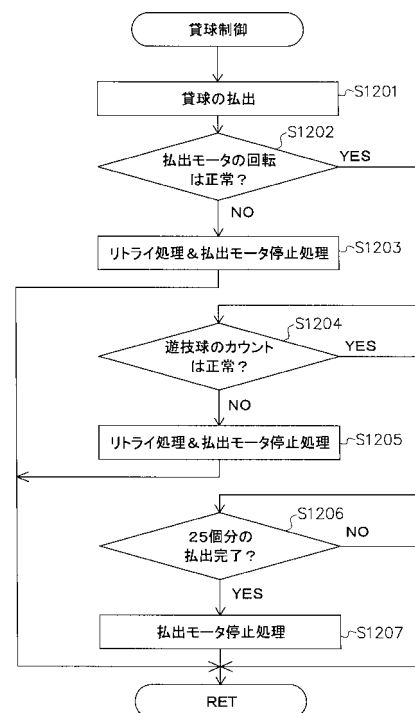 貸球制御
貸球の払出
S1201
S1202
払出モータの回転
は正常？
YES
NO
リトライ処理＆払出モータ停止処理
S1203
S1204
遊技球のカウント
は正常？
YES
NO
リトライ処理＆払出モータ停止処理
S1205
S1206
25個分の
払出完了？
NO
YES
払出モータ停止処理
S1207
RET